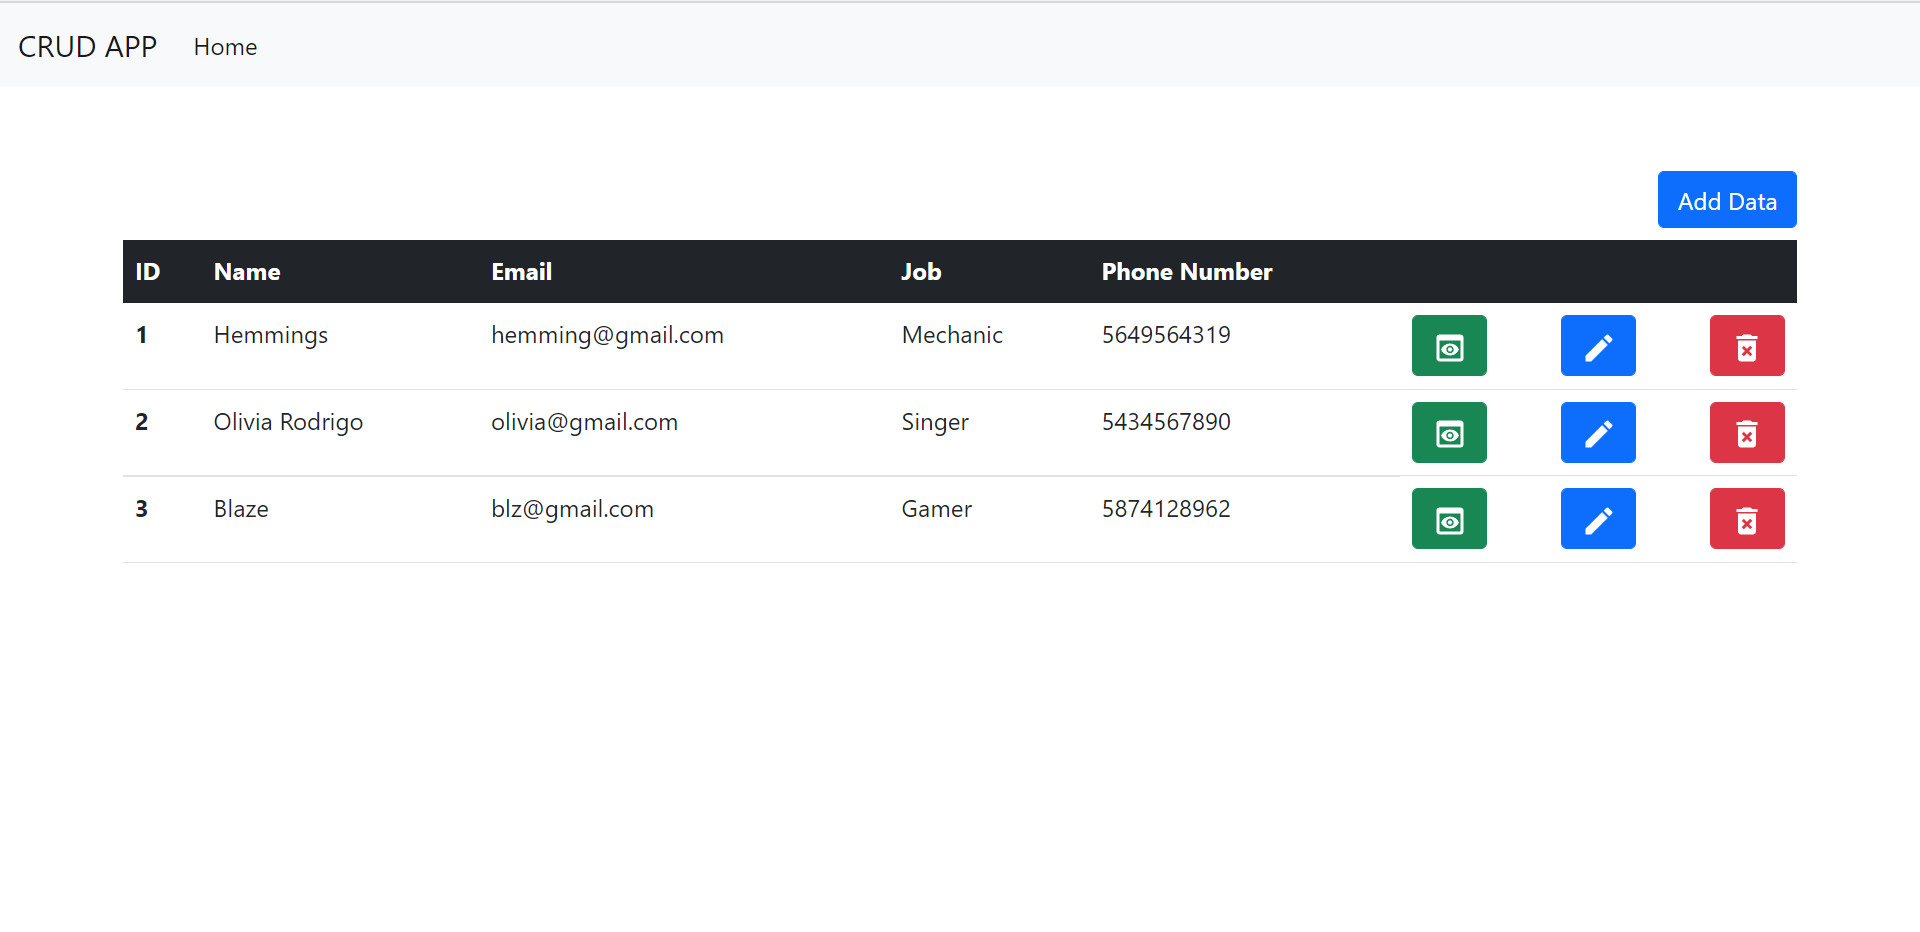 CRUD APP Home
Add Data
ID Name Email Job Phone Number
1 Hemmings hemming@gmail.com Mechanic 5649564319
2 Olivia Rodrigo olivia@gmail.com Singer 5434567890
3 Blaze blz@gmail.com Gamer 5874128962